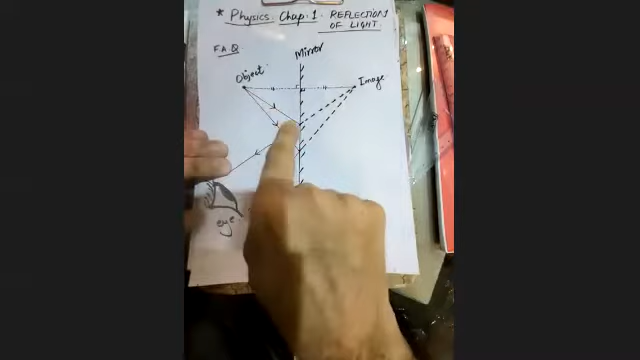 * Physics: Chap: 1. REFLECTION
OF LIGHT.
F.A.Q.
Mirror
Object
Image
eye